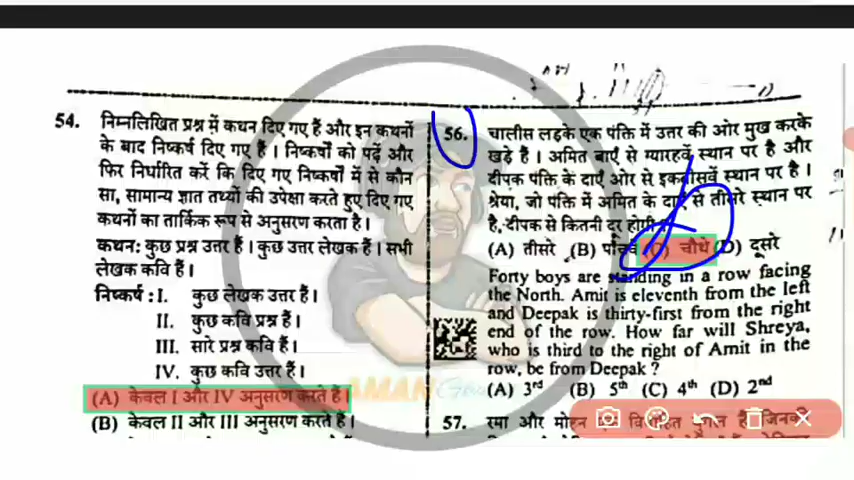 54. निम्नलिखित प्रश्न में कथन दिए गए हैं और इन कथनों
के बाद निष्कर्ष दिए गए हैं । निष्कर्षों को पढ़ें और
फिर निर्धारित करें कि दिए गए निष्कर्षों में से कौन
सा, सामान्य ज्ञात तथ्यों की उपेक्षा करते हुए दिए गए
कथनों का तार्किक रूप से अनुसरण करता है।
कथन: कुछ प्रश्न उत्तर हैं । कुछ उत्तर लेखक हैं । सभी
लेखक कवि हैं।
निष्कर्ष : I. कुछ लेखक उत्तर हैं।
II. कुछ कवि प्रश्न हैं।
III. सारे प्रश्न कवि हैं ।
IV. कुछ कवि उत्तर हैं ।
(A) केवल I और IV अनुसरण करते हैं।
(B) केवल II और III अनुसरण करते हैं।
56. चालीस लड़के एक पंक्ति में उत्तर की ओर मुख करके
खड़े हैं । अमित बाएँ से ग्यारहवें स्थान पर है और
दीपक पंक्ति के दाएँ ओर से इकतीसवें स्थान पर है ।
श्रेया, जो पंक्ति में अमित के दाएँ से तीसरे स्थान पर
है, दीपक से कितनी दूर होगी
(A) तीसरे (B) पाँचवें (C) चौथे (D) दूसरे
Forty boys are standing in a row facing
the North. Amit is eleventh from the left
and Deepak is thirty-first from the right
end of the row. How far will Shreya,
who is third to the right of Amit in the
row, be from Deepak ?
(A) 3rd (B) 5th (C) 4th (D) 2nd
57. रमा और मोहन एक विवाहित युगल हैं जिनकी
AMAN